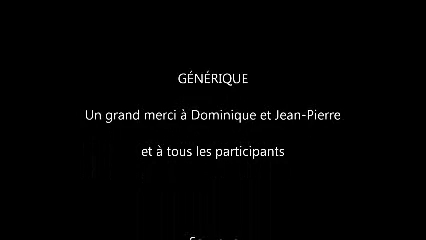 GÉNÉRIQUE
Un grand merci à Dominique et Jean-Pierre
et à tous les participants